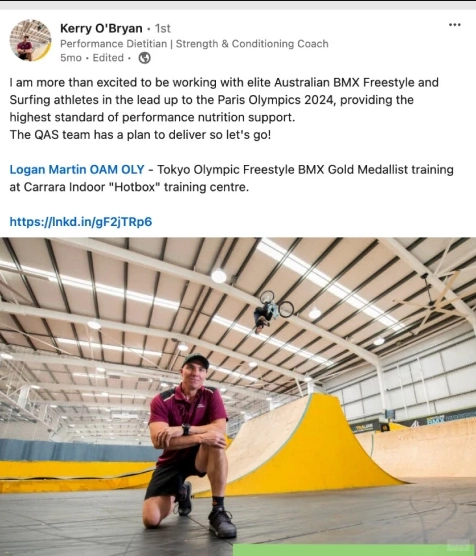 Kerry O'Bryan • 1st
Performance Dietitian | Strength & Conditioning Coach
5mo • Edited •
I am more than excited to be working with elite Australian BMX Freestyle and
Surfing athletes in the lead up to the Paris Olympics 2024, providing the
highest standard of performance nutrition support.
The QAS team has a plan to deliver so let's go!
Logan Martin OAM OLY - Tokyo Olympic Freestyle BMX Gold Medallist training
at Carrara Indoor "Hotbox" training centre.
https://lnkd.in/gF2jTRp6